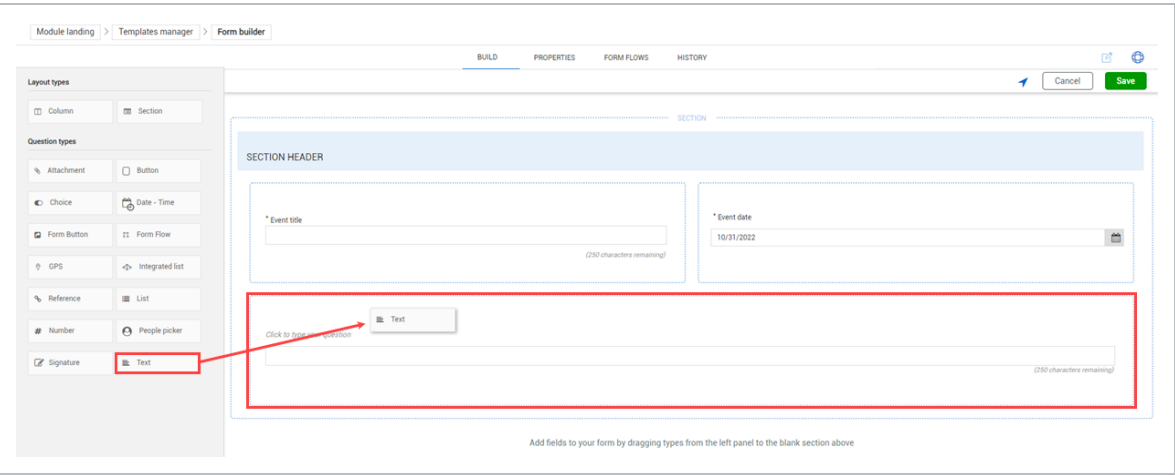 Module landing > Templates manager > Form builder
BUILD PROPERTIES FORM FLOWS HISTORY
Layout types
Cancel Save
Column Section
SECTION
Question types
SECTION HEADER
Attachment Button
Choice Date - Time
* Event title
* Event date
Form Button Form Flow
10/31/2022
(250 characters remaining)
GPS Integrated list
Reference List
Text
# Number People picker
Click to type your question
Signature Text
(250 characters remaining)
Add fields to your form by dragging types from the left panel to the blank section above